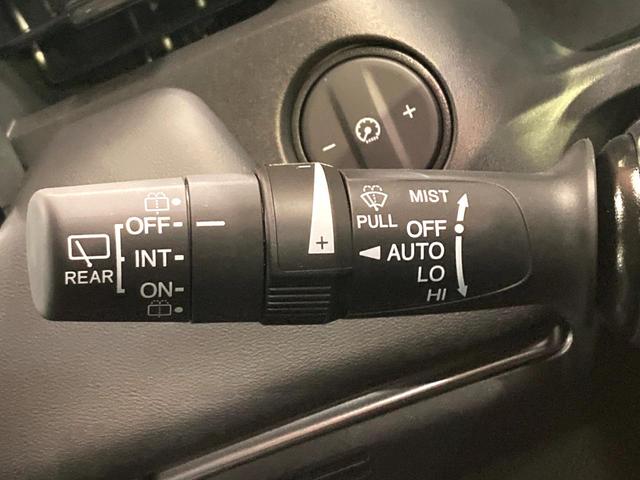 REAR
OFF
INT
ON
PULL
MIST
OFF
AUTO
LO
HI